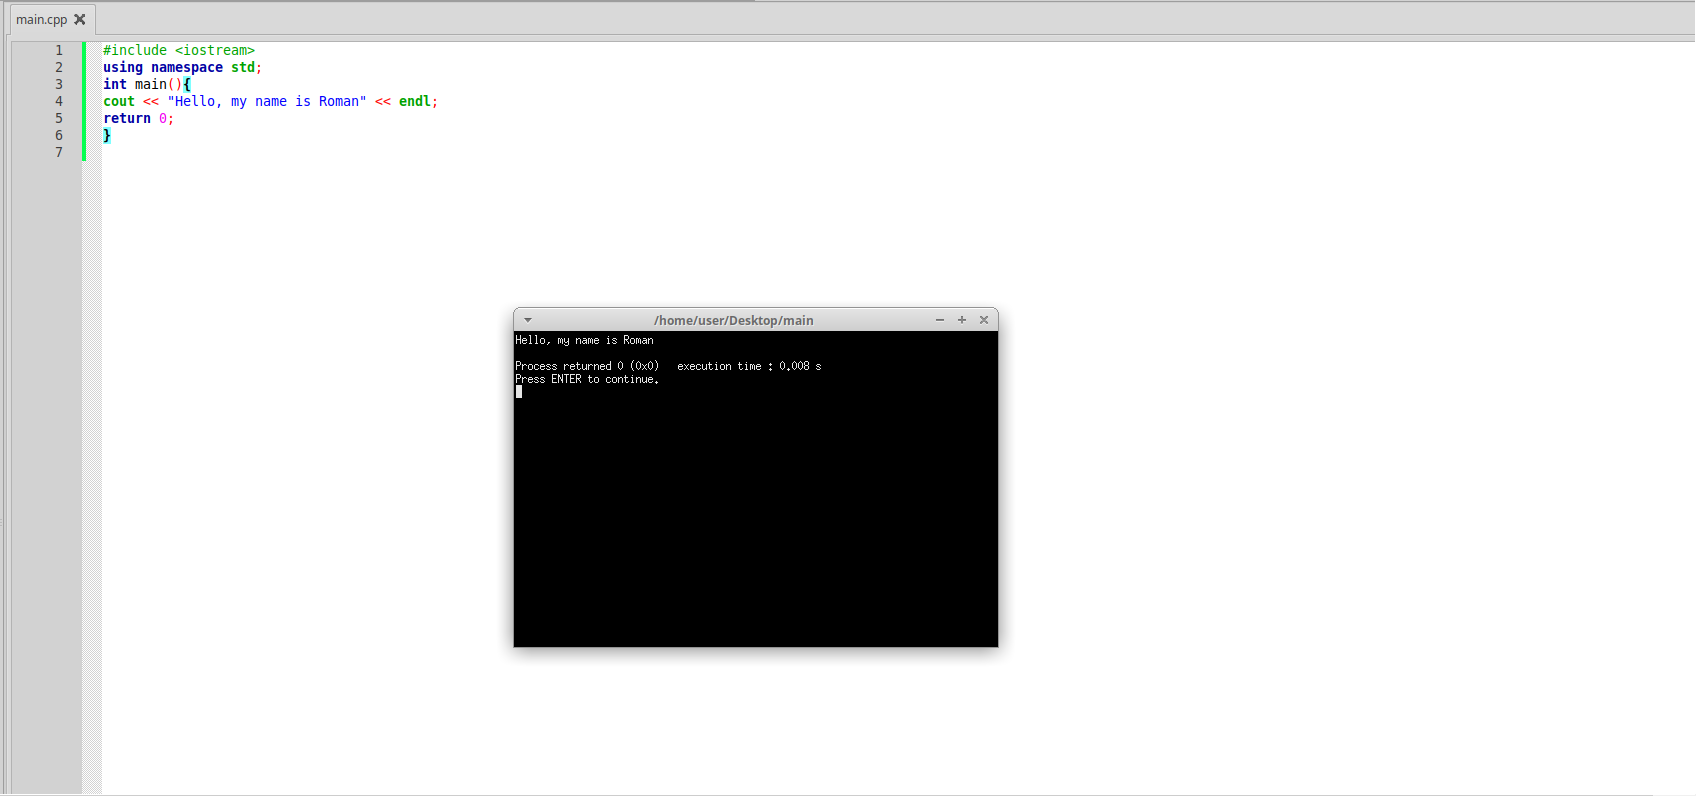 main.cpp
1 #include <iostream>
2 using namespace std;
3 int main(){
4 cout << "Hello, my name is Roman" << endl;
5 return 0;
6 }
7
/home/user/Desktop/main
Hello, my name is Roman
Process returned 0 (0x0)   execution time : 0.008 s
Press ENTER to continue.